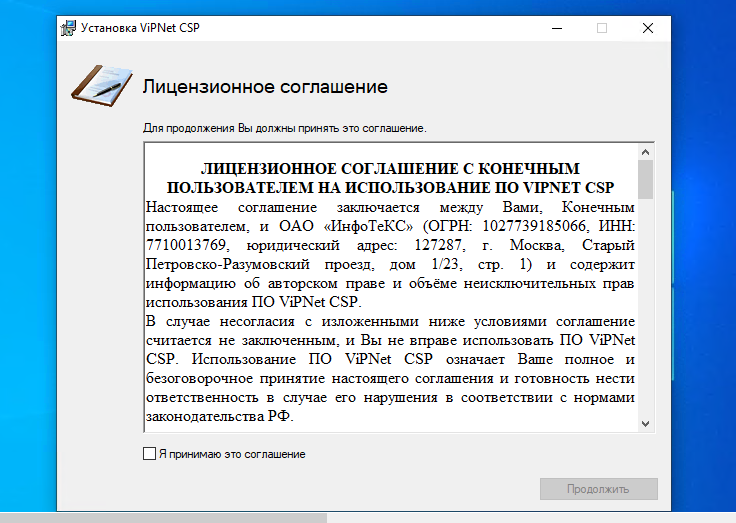 Установка ViPNet CSP
Лицензионное соглашение
Для продолжения Вы должны принять это соглашение.
ЛИЦЕНЗИОННОЕ СОГЛАШЕНИЕ С КОНЕЧНЫМ
ПОЛЬЗОВАТЕЛЕМ НА ИСПОЛЬЗОВАНИЕ ПО VIPNET CSP
Настоящее соглашение заключается между Вами, Конечным
пользователем, и ОАО «ИнфоТеКС» (ОГРН: 1027739185066, ИНН:
7710013769, юридический адрес: 127287, г. Москва, Старый
Петровско-Разумовский проезд, дом 1/23, стр. 1) и содержит
информацию об авторском праве и объёме неисключительных прав
использования ПО ViPNet CSP.
В случае несогласия с изложенными ниже условиями соглашение
считается не заключенным, и Вы не вправе использовать ПО ViPNet
CSP. Использование ПО ViPNet CSP означает Ваше полное и
безоговорочное принятие настоящего соглашения и готовность нести
ответственность в случае его нарушения в соответствии с нормами
законодательства РФ.
Я принимаю это соглашение
Продолжить